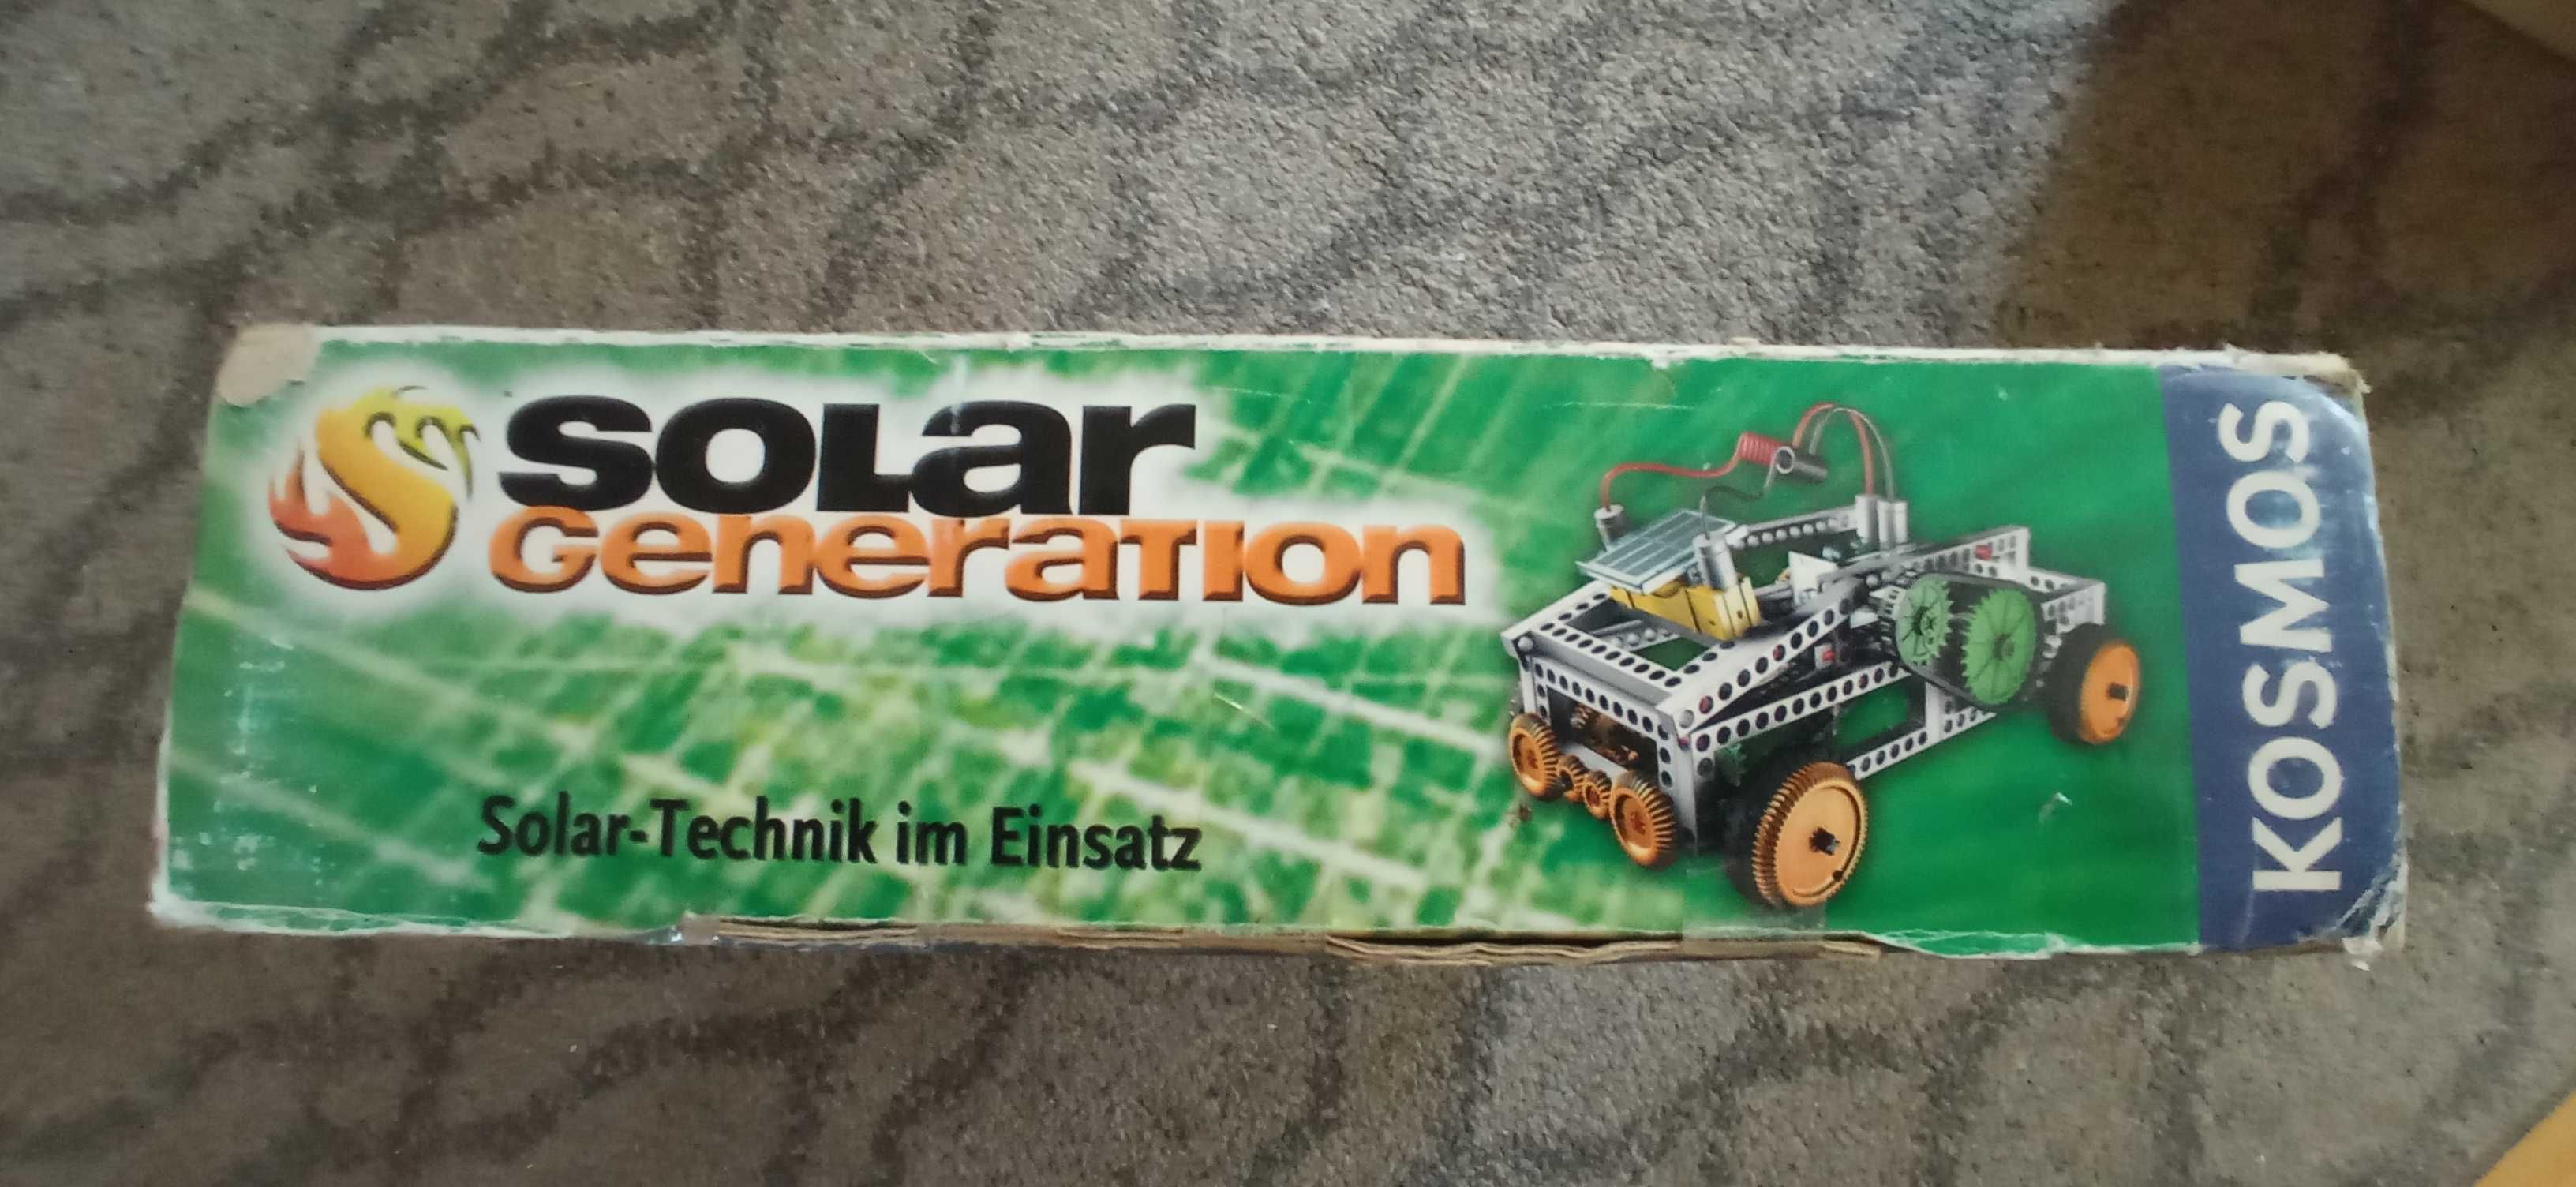 SOLar
Generation
Solar-Technik im Einsatz
KOSMOS